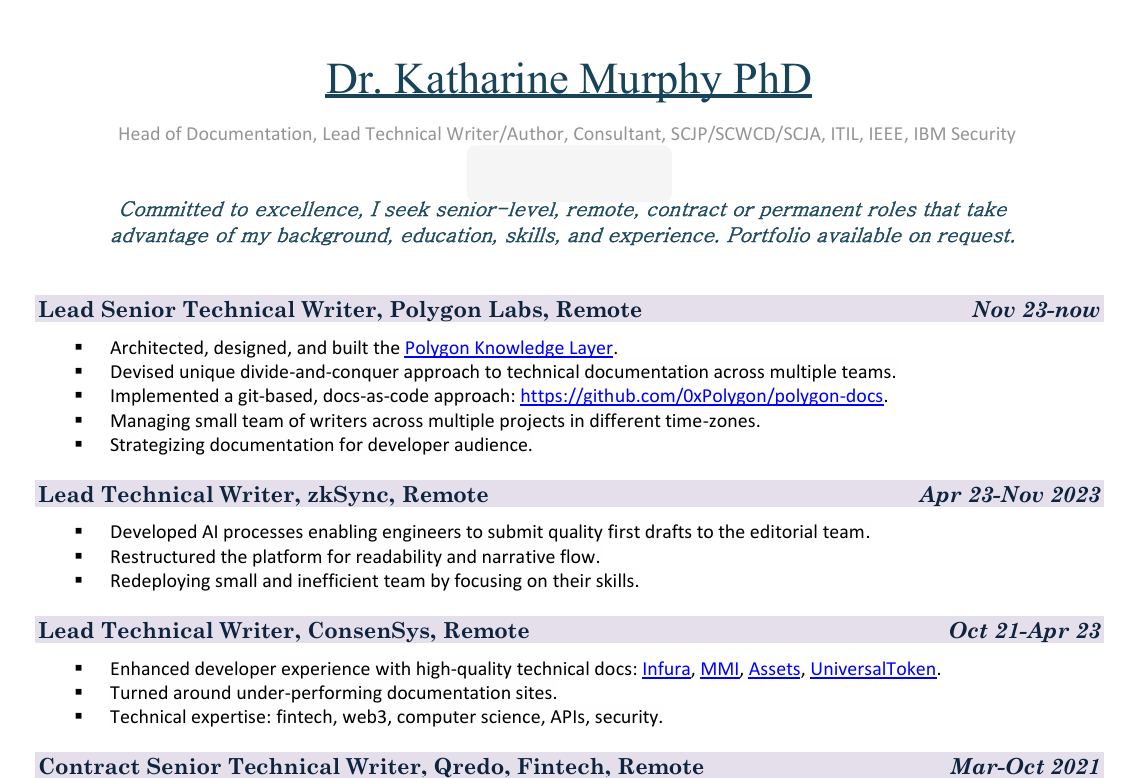 Dr. Katharine Murphy PhD
Head of Documentation, Lead Technical Writer/Author, Consultant, SCJP/SCWCD/SCJA, ITIL, IEEE, IBM Security
Committed to excellence, I seek senior-level, remote, contract or permanent roles that take
advantage of my background, education, skills, and experience. Portfolio available on request.
Lead Senior Technical Writer, Polygon Labs, Remote Nov 23-now
▪ Architected, designed, and built the Polygon Knowledge Layer.
▪ Devised unique divide-and-conquer approach to technical documentation across multiple teams.
▪ Implemented a git-based, docs-as-code approach: https://github.com/0xPolygon/polygon-docs.
▪ Managing small team of writers across multiple projects in different time-zones.
▪ Strategizing documentation for developer audience.
Lead Technical Writer, zkSync, Remote Apr 23-Nov 2023
▪ Developed AI processes enabling engineers to submit quality first drafts to the editorial team.
▪ Restructured the platform for readability and narrative flow.
▪ Redeploying small and inefficient team by focusing on their skills.
Lead Technical Writer, ConsenSys, Remote Oct 21-Apr 23
▪ Enhanced developer experience with high-quality technical docs: Infura, MMI, Assets, UniversalToken.
▪ Turned around under-performing documentation sites.
▪ Technical expertise: fintech, web3, computer science, APIs, security.
Contract Senior Technical Writer, Qredo, Fintech, Remote Mar-Oct 2021